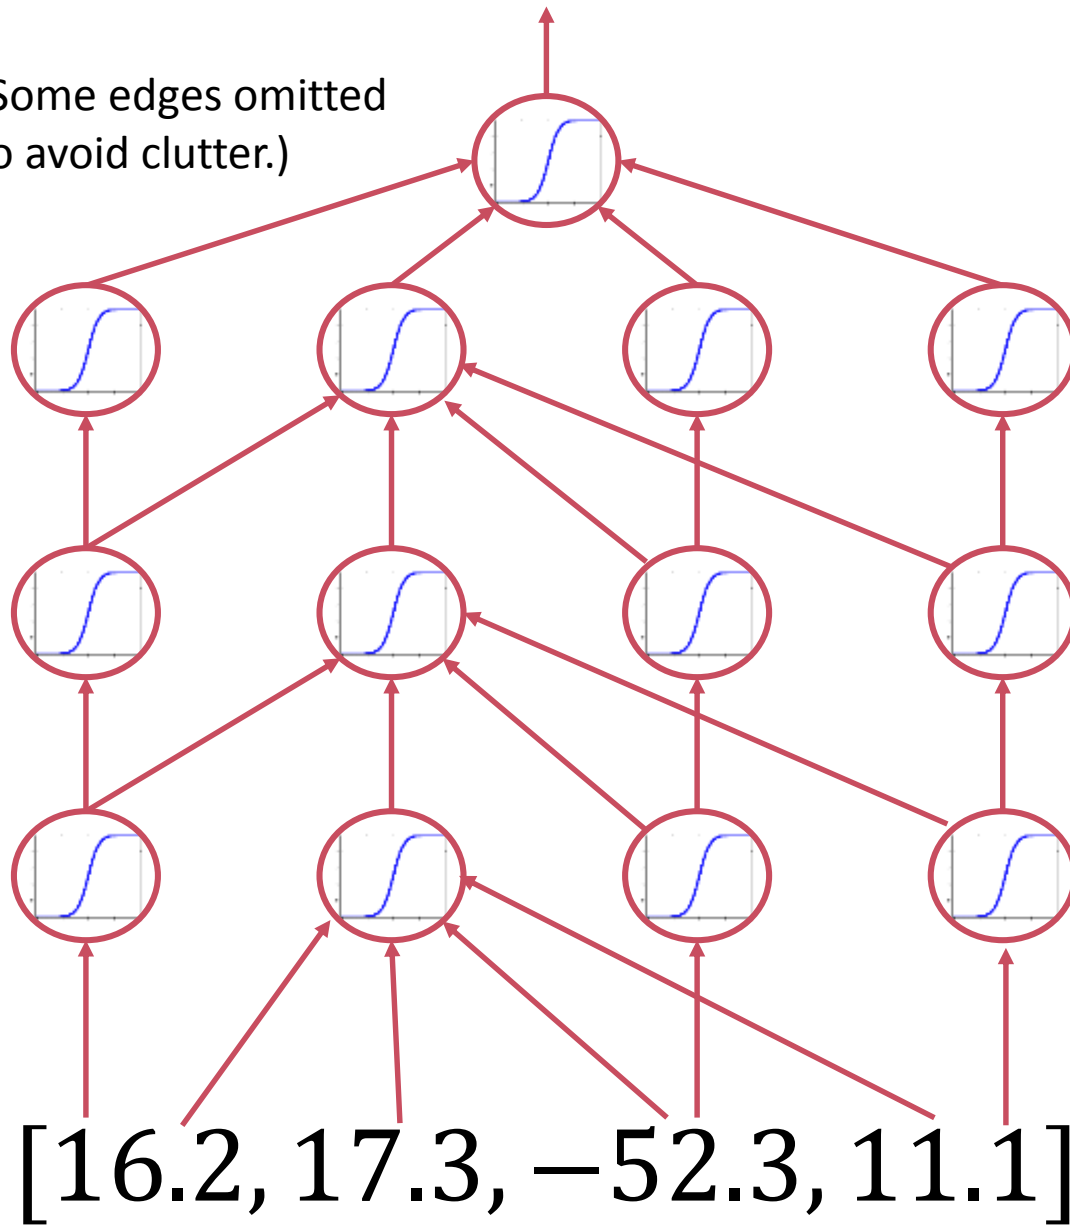 Some edges omitted
o avoid clutter.)
[16.2, 17.3, −52.3, 11.1]